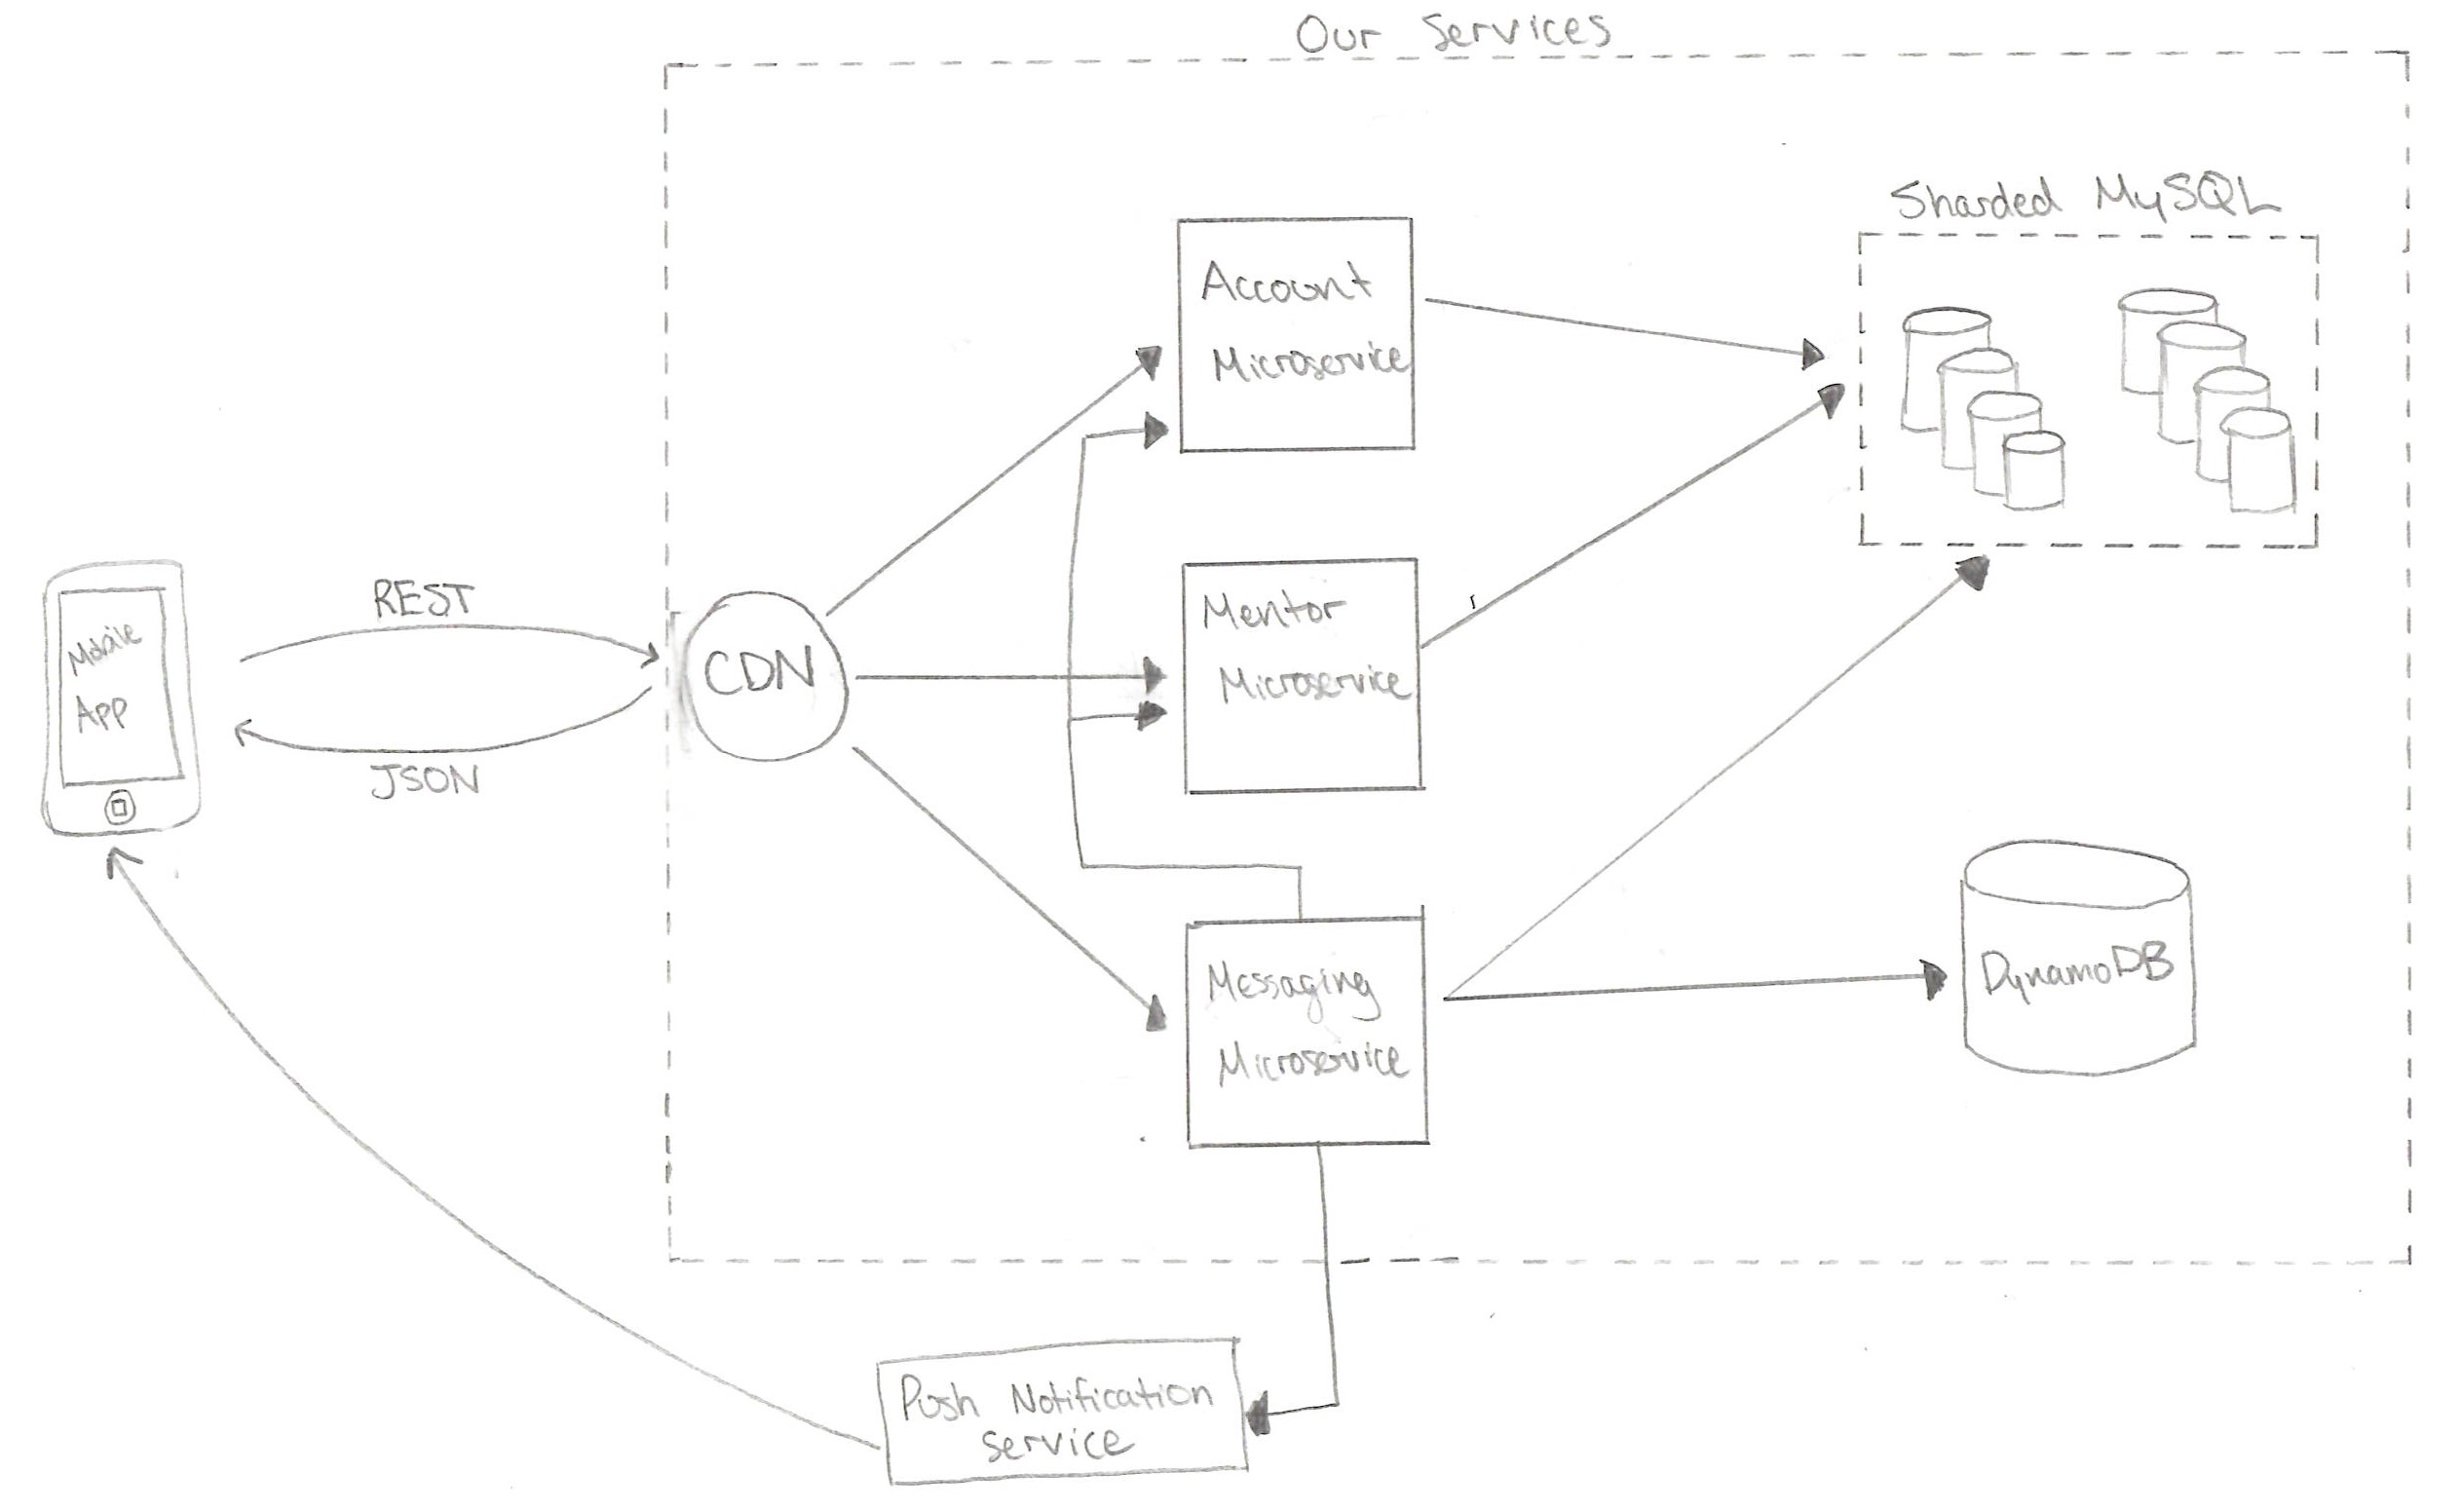 Our Services
Sharded MySQL
Account
Microservice
REST
Mobile
App
CDN
JSON
Mentor
Microservice
Messaging
Microservice
DynamoDB
Push Notification
Service